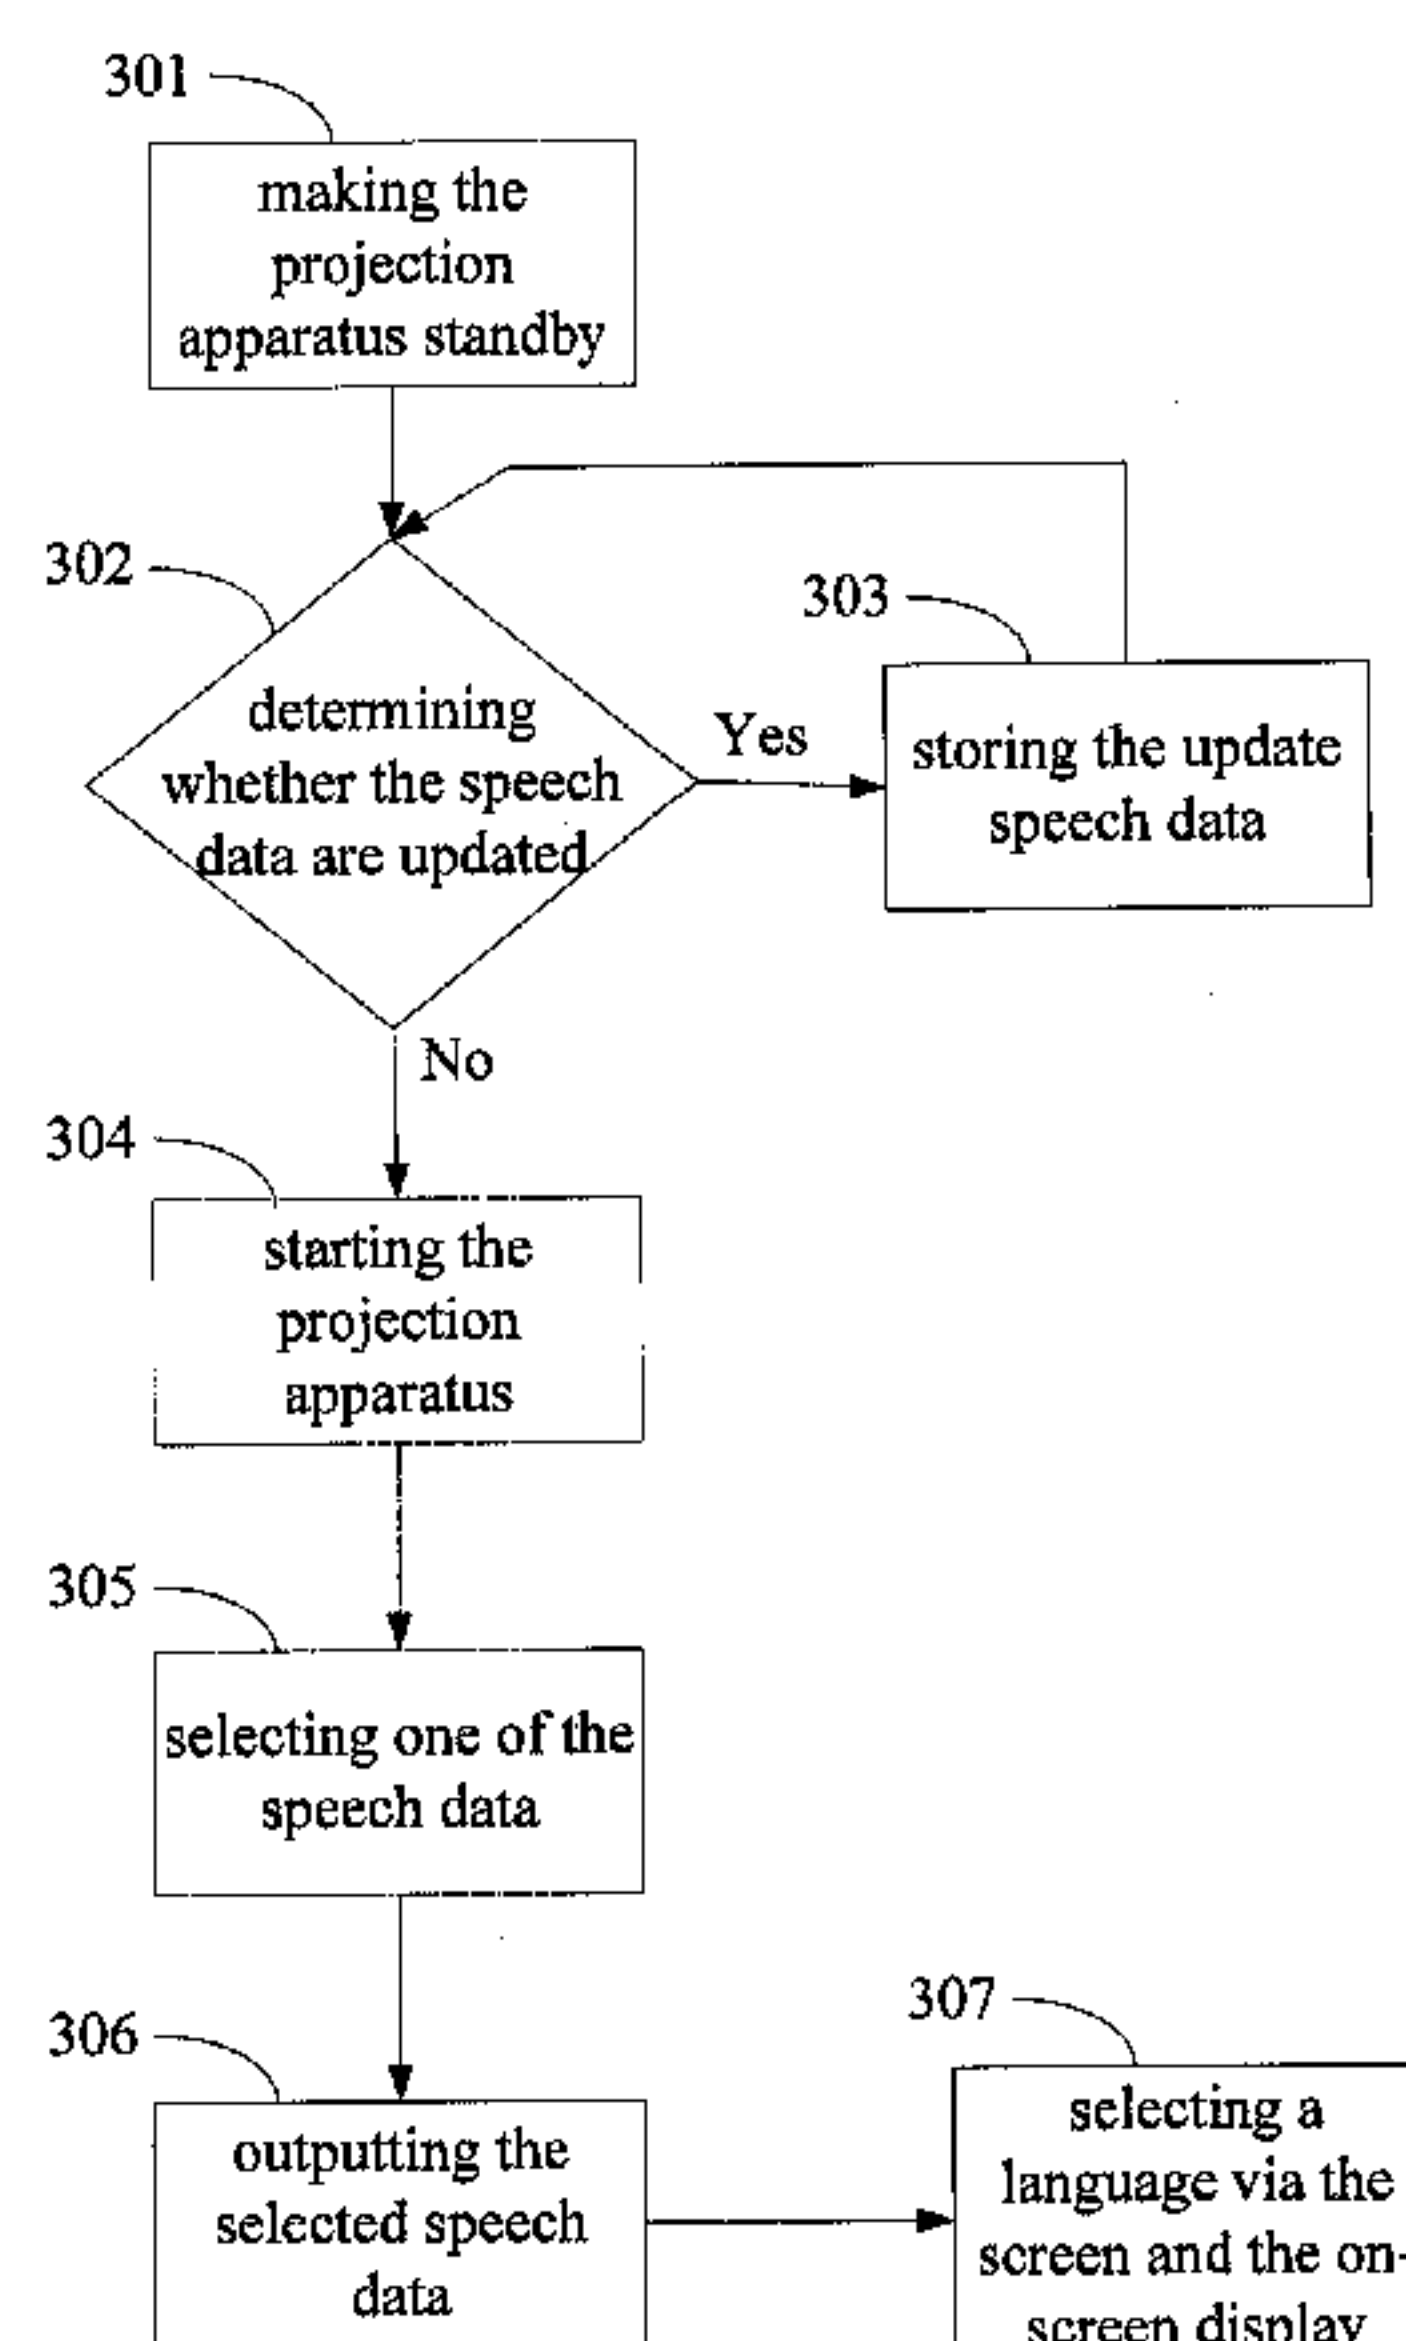 301
making the
projection
apparatus standby
302
determining
whether the speech
data are updated
Yes
303
storing the update
speech data
No
304
starting the
projection
apparatus
305
selecting one of the
speech data
306
outputting the
selected speech
data
307
selecting a
language via the
screen and the on-
screen display